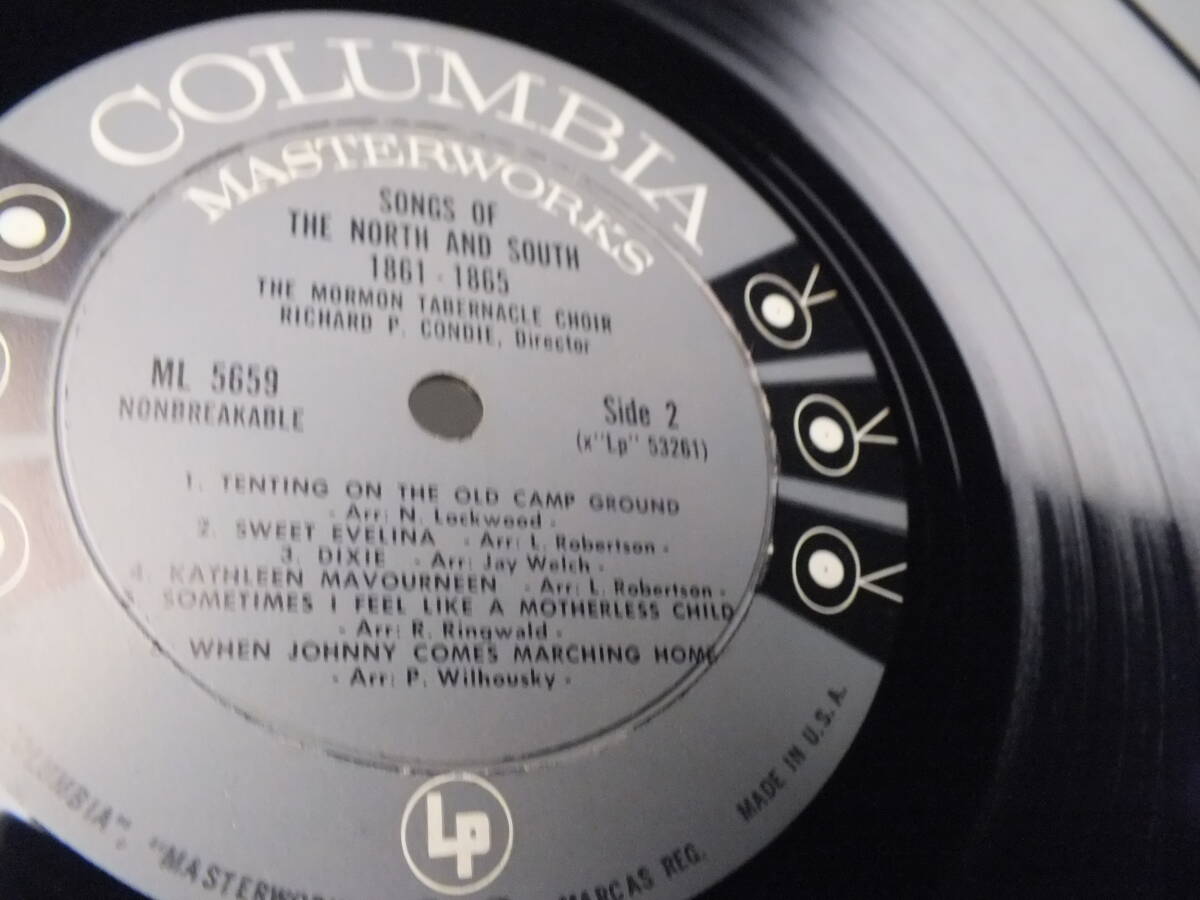 COLUMBIA
MASTERWORKS
SONGS OF
THE NORTH AND SOUTH
1861 - 1865
THE MORMON TABERNACLE CHOIR
RICHARD P. CONDIE, Director
ML 5659
NONBREAKABLE
Side 2
(x"Lp" 53261)
1. TENTING ON THE OLD CAMP GROUND
- Arr: N. Lockwood -
2. SWEET EVELINA - Arr: L. Robertson -
3. DIXIE - Arr: Jay Welch -
4. KATHLEEN MAVOURNEEN - Arr: L. Robertson -
5. SOMETIMES I FEEL LIKE A MOTHERLESS CHILD
- Arr: R. Ringwald -
WHEN JOHNNY COMES MARCHING HOME
- Arr: P. Wilhousky -
LP
COLUMBIA", "MASTERWOR MARCAS REG.
MADE IN U.S.A.